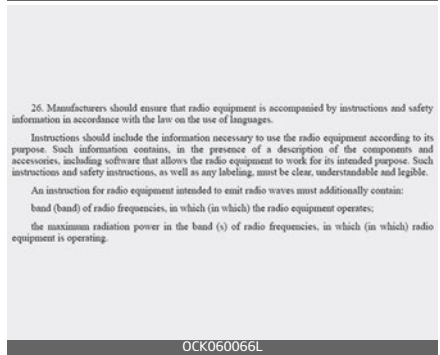 26. Manufacturers should ensure that radio equipment is accompanied by instructions and safety
information in accordance with the law on the use of languages.
Instructions should include the information necessary to use the radio equipment according to its
purpose. Such information contains, in the presence of a description of the components and
accessories, including software that allows the radio equipment to work for its intended purpose. Such
instructions and safety instructions, as well as any labeling, must be clear, understandable and legible.
An instruction for radio equipment intended to emit radio waves must additionally contain:
band (band) of radio frequencies, in which (in which) the radio equipment operates;
the maximum radiation power in the band (s) of radio frequencies, in which (in which) radio
equipment is operating.
OCK060066L